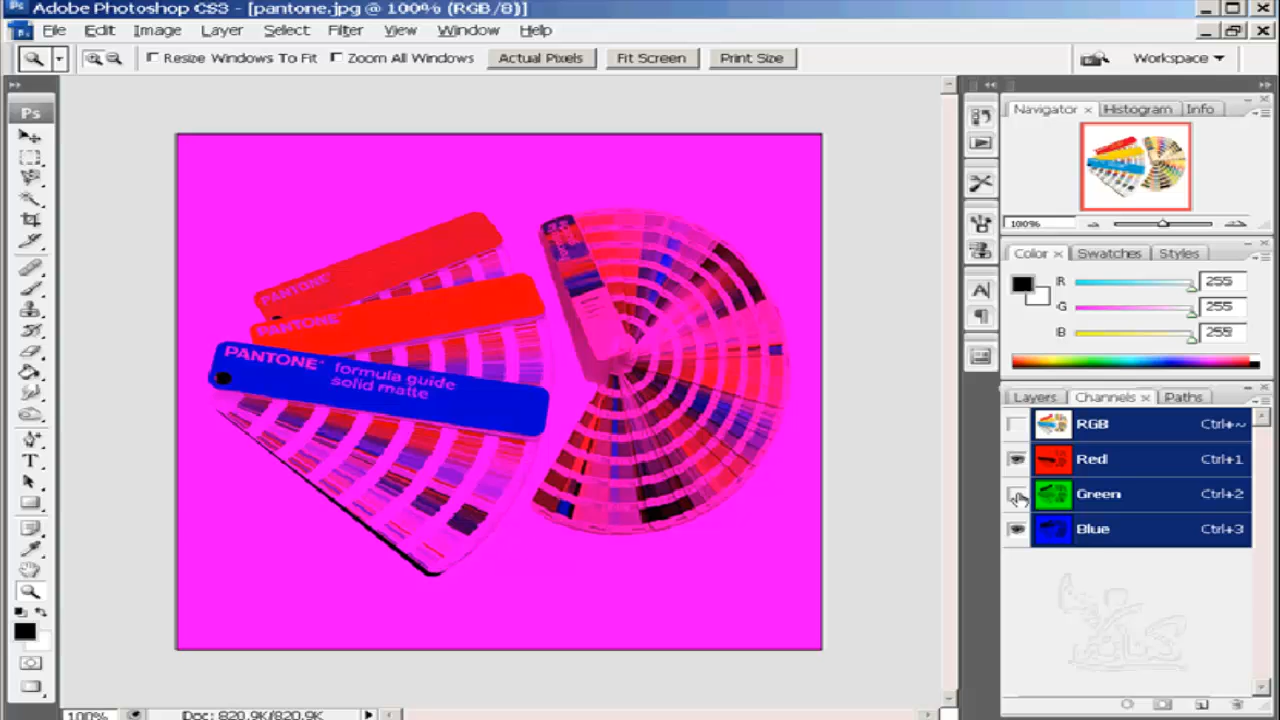 Adobe Photoshop CS3 - [pantone.jpg @ 100% (RGB/8)]
File Edit Image Layer Select Filter View Window Help
Resize Windows To Fit Zoom All Windows Actual Pixels Fit Screen Print Size Workspace
Ps
Navigator Histogram Info
100%
Color Swatches Styles
R 255
G 255
B 255
Layers Channels Paths
RGB Ctrl+~
Red Ctrl+1
Green Ctrl+2
Blue Ctrl+3
PANTONE
PANTONE
PANTONE formula guide
solid matte
100% Doc: 820.9K/820.9K